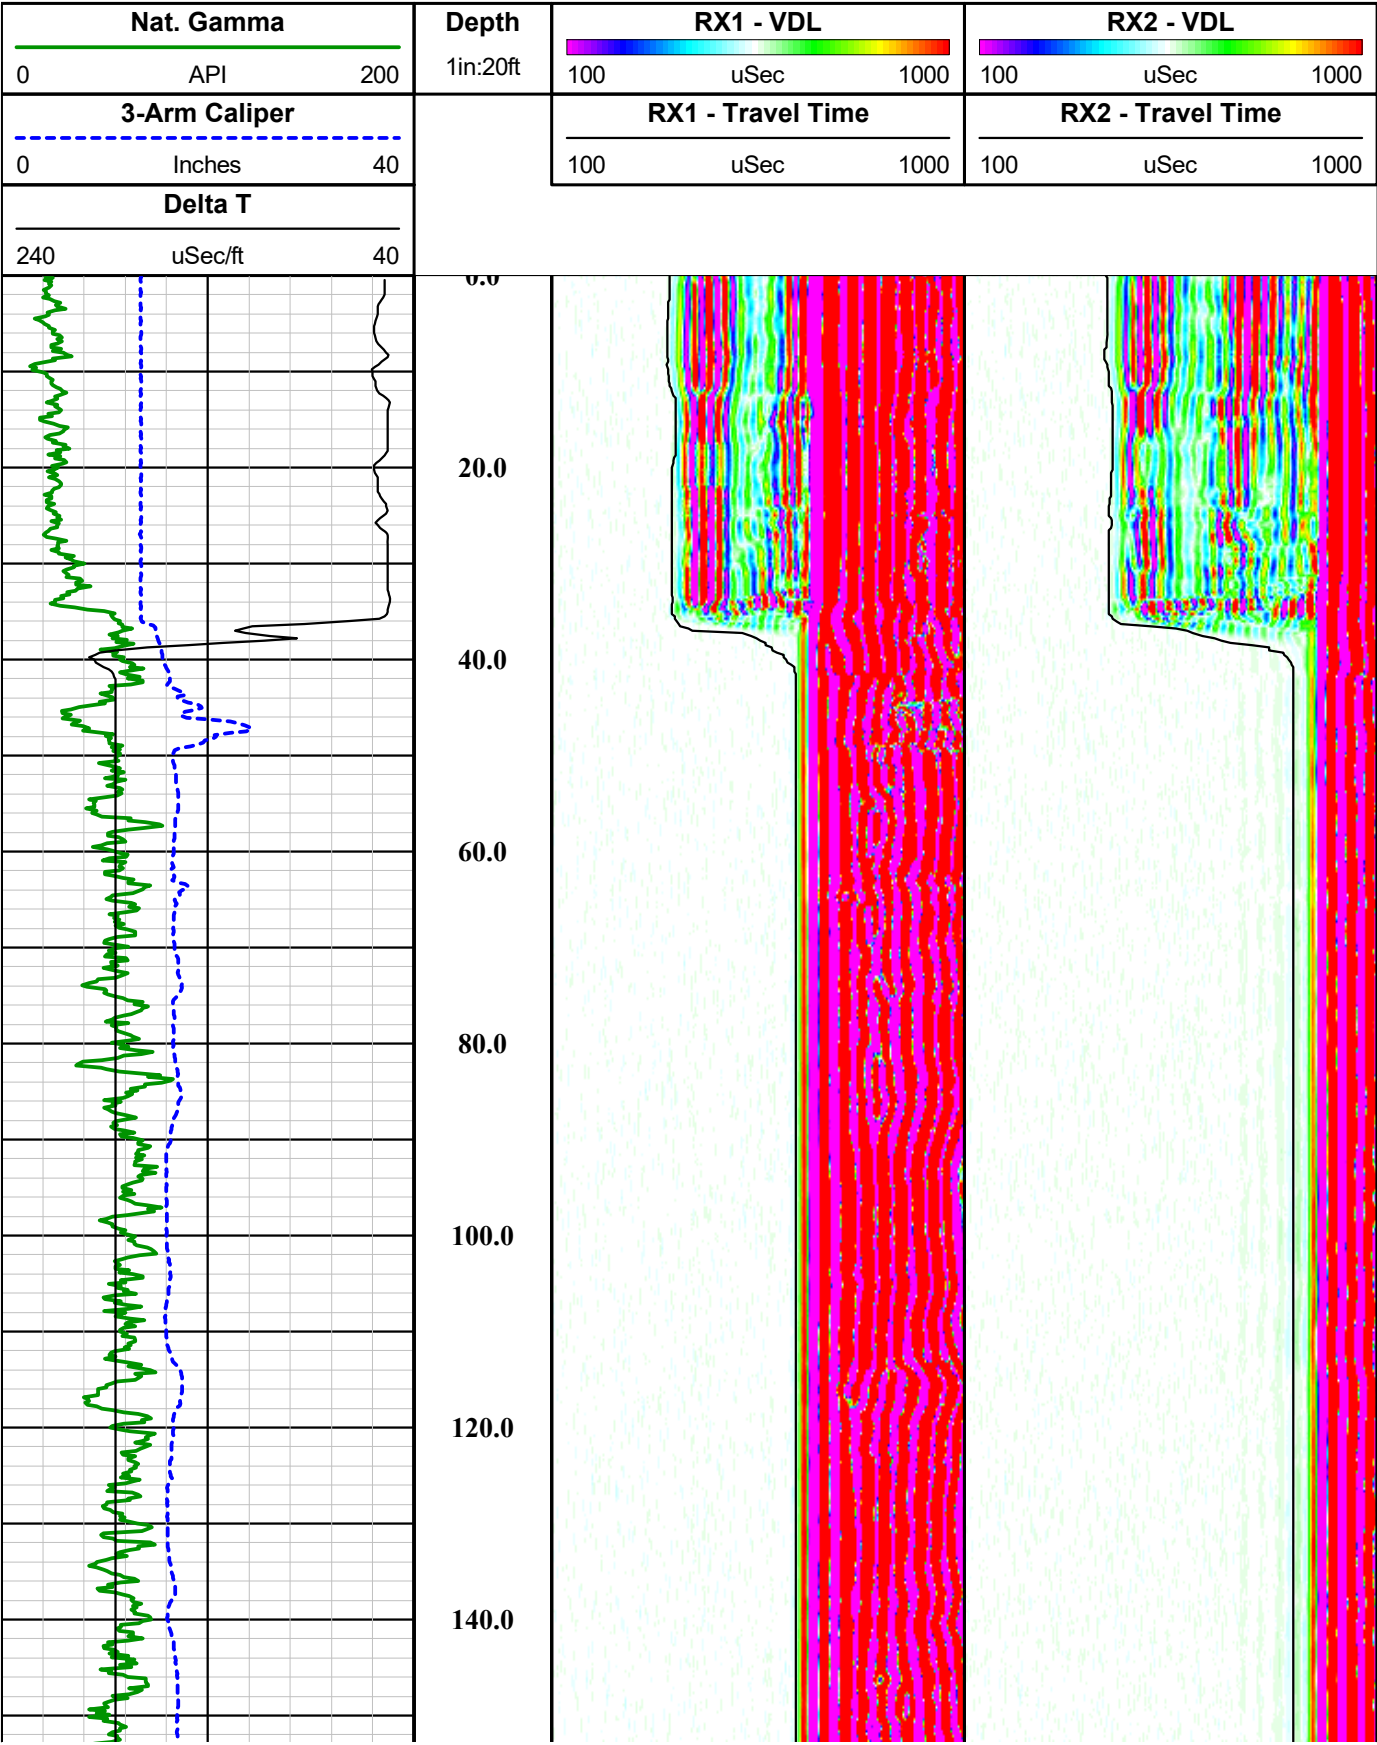 Nat. Gamma
0 API 200
3-Arm Caliper
0 Inches 40
Delta T
240 uSec/ft 40
Depth
1in:20ft
RX1 - VDL
100 uSec 1000
RX1 - Travel Time
100 uSec 1000
RX2 - VDL
100 uSec 1000
RX2 - Travel Time
100 uSec 1000
0.0
20.0
40.0
60.0
80.0
100.0
120.0
140.0